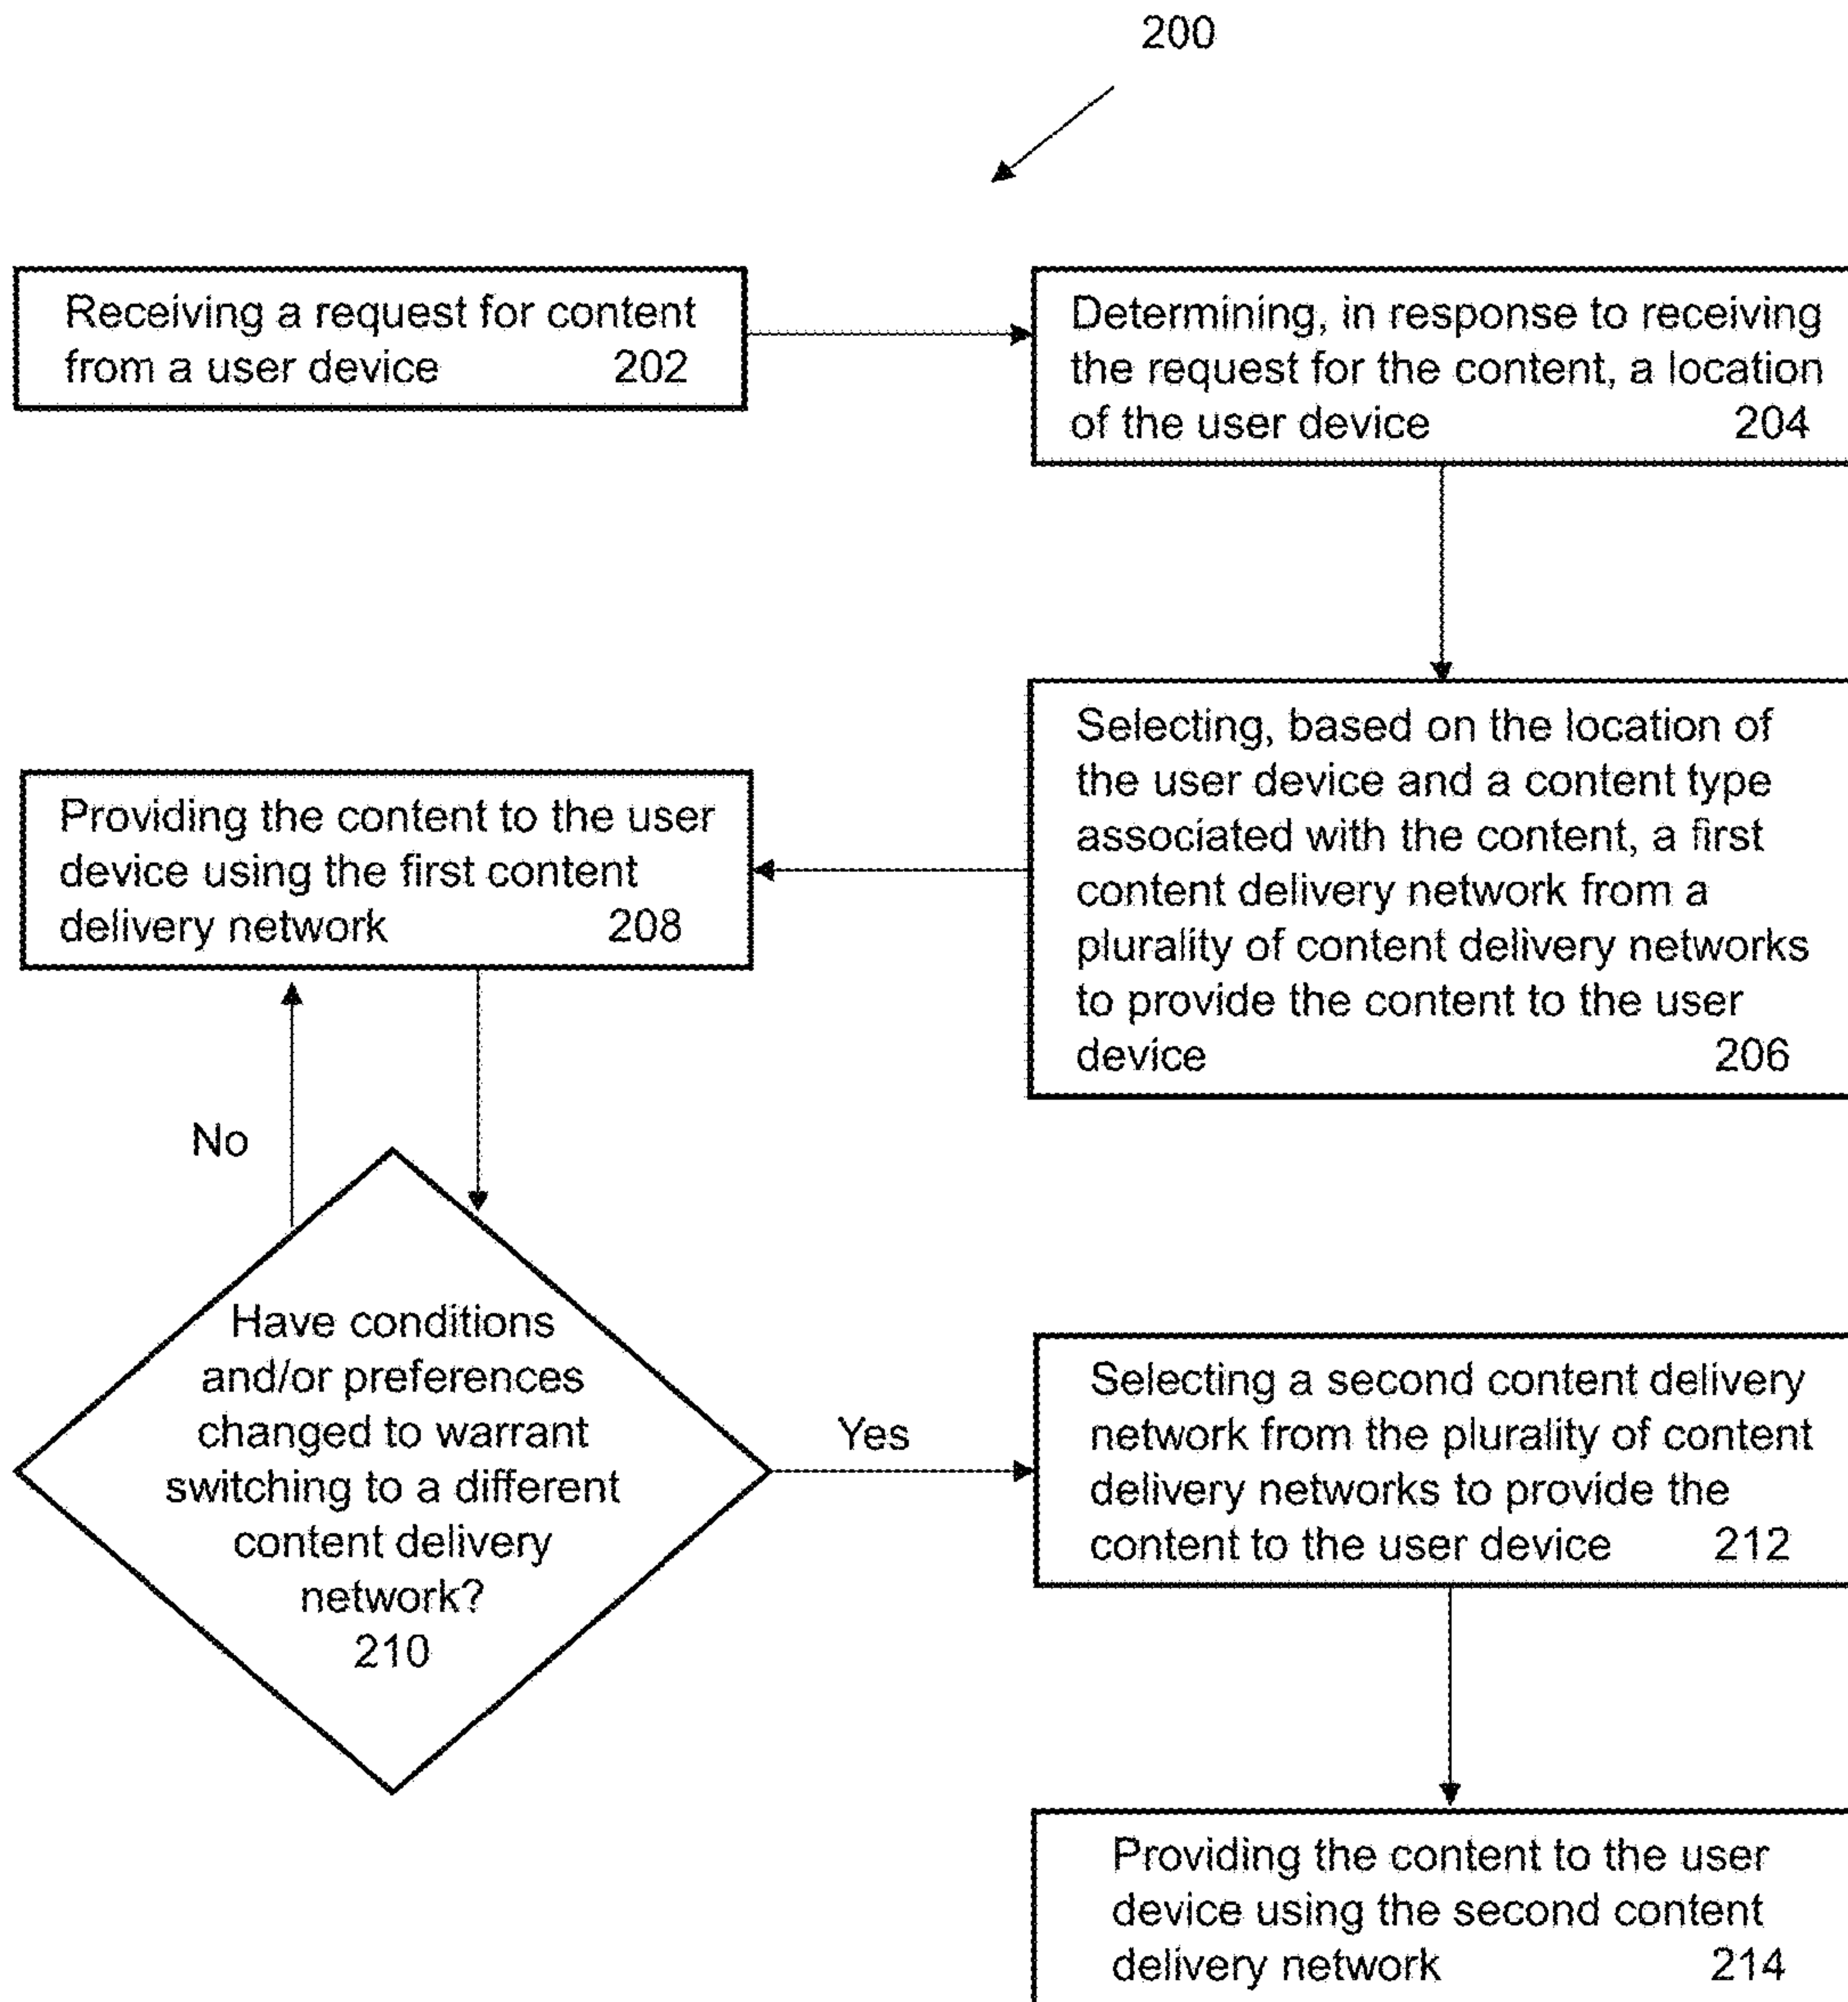 200
Receiving a request for content
from a user device 202
Determining, in response to receiving
the request for the content, a location
of the user device 204
Selecting, based on the location of
the user device and a content type
associated with the content, a first
content delivery network from a
plurality of content delivery networks
to provide the content to the user
device 206
Providing the content to the user
device using the first content
delivery network 208
No
Have conditions
and/or preferences
changed to warrant
switching to a different
content delivery
network?
210
Yes
Selecting a second content delivery
network from the plurality of content
delivery networks to provide the
content to the user device 212
Providing the content to the user
device using the second content
delivery network 214